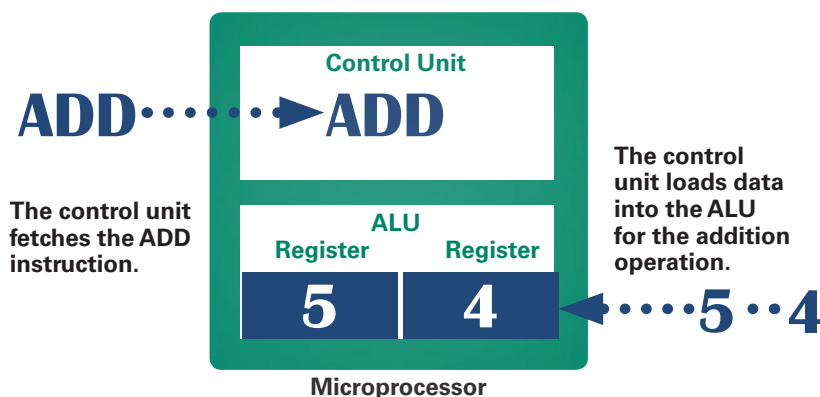 Control Unit
ADD ADD
The control unit
fetches the ADD
instruction.
ALU
Register Register
5 4
The control
unit loads data
into the ALU
for the addition
operation.
5 4
Microprocessor